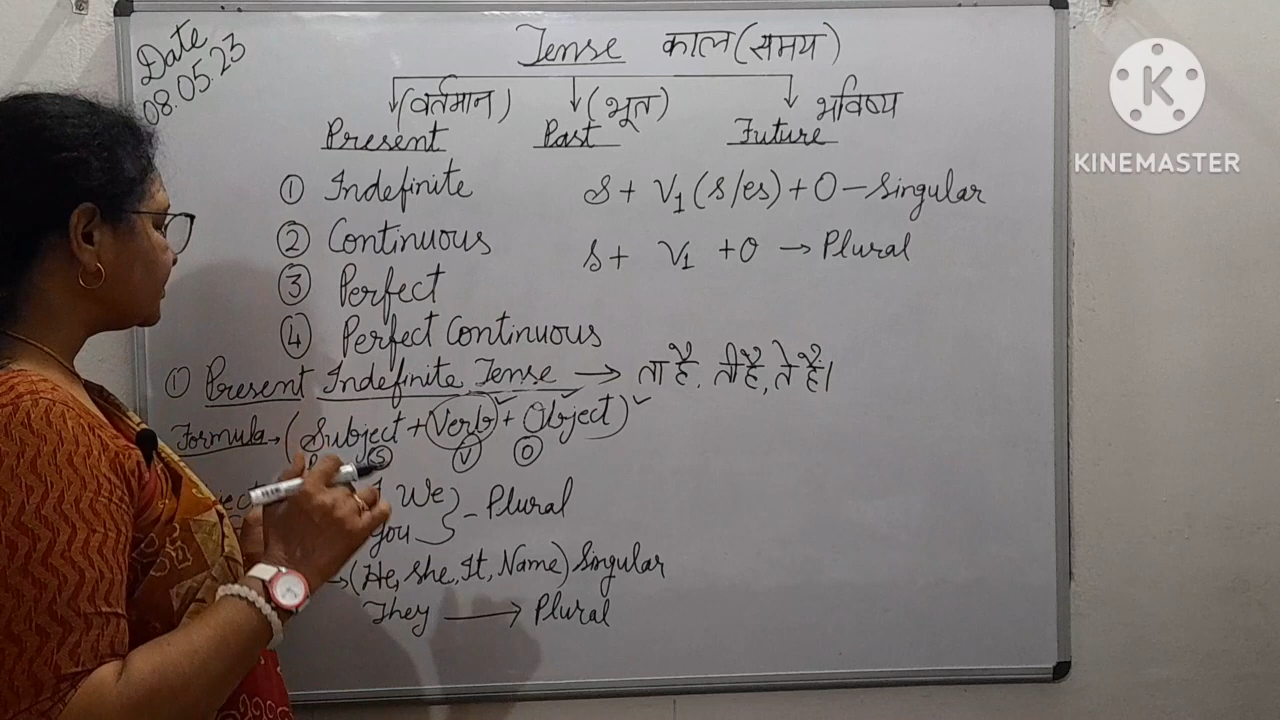 Date
08.05.23
Tense काल (समय)
(वर्तमान) (भूत) भविष्य
Present Past Future
① Indefinite S + V1 (s/es) + O - Singular
② Continuous S + V1 + O → Plural
③ Perfect
④ Perfect Continuous
① Present Indefinite Tense → ता है, ती है, ते हैं।
Formula → (Subject + Verb + Object)
S V O
We
You } - Plural
→ (He, She, It, Name) Singular
They → Plural
K
KINEMASTER